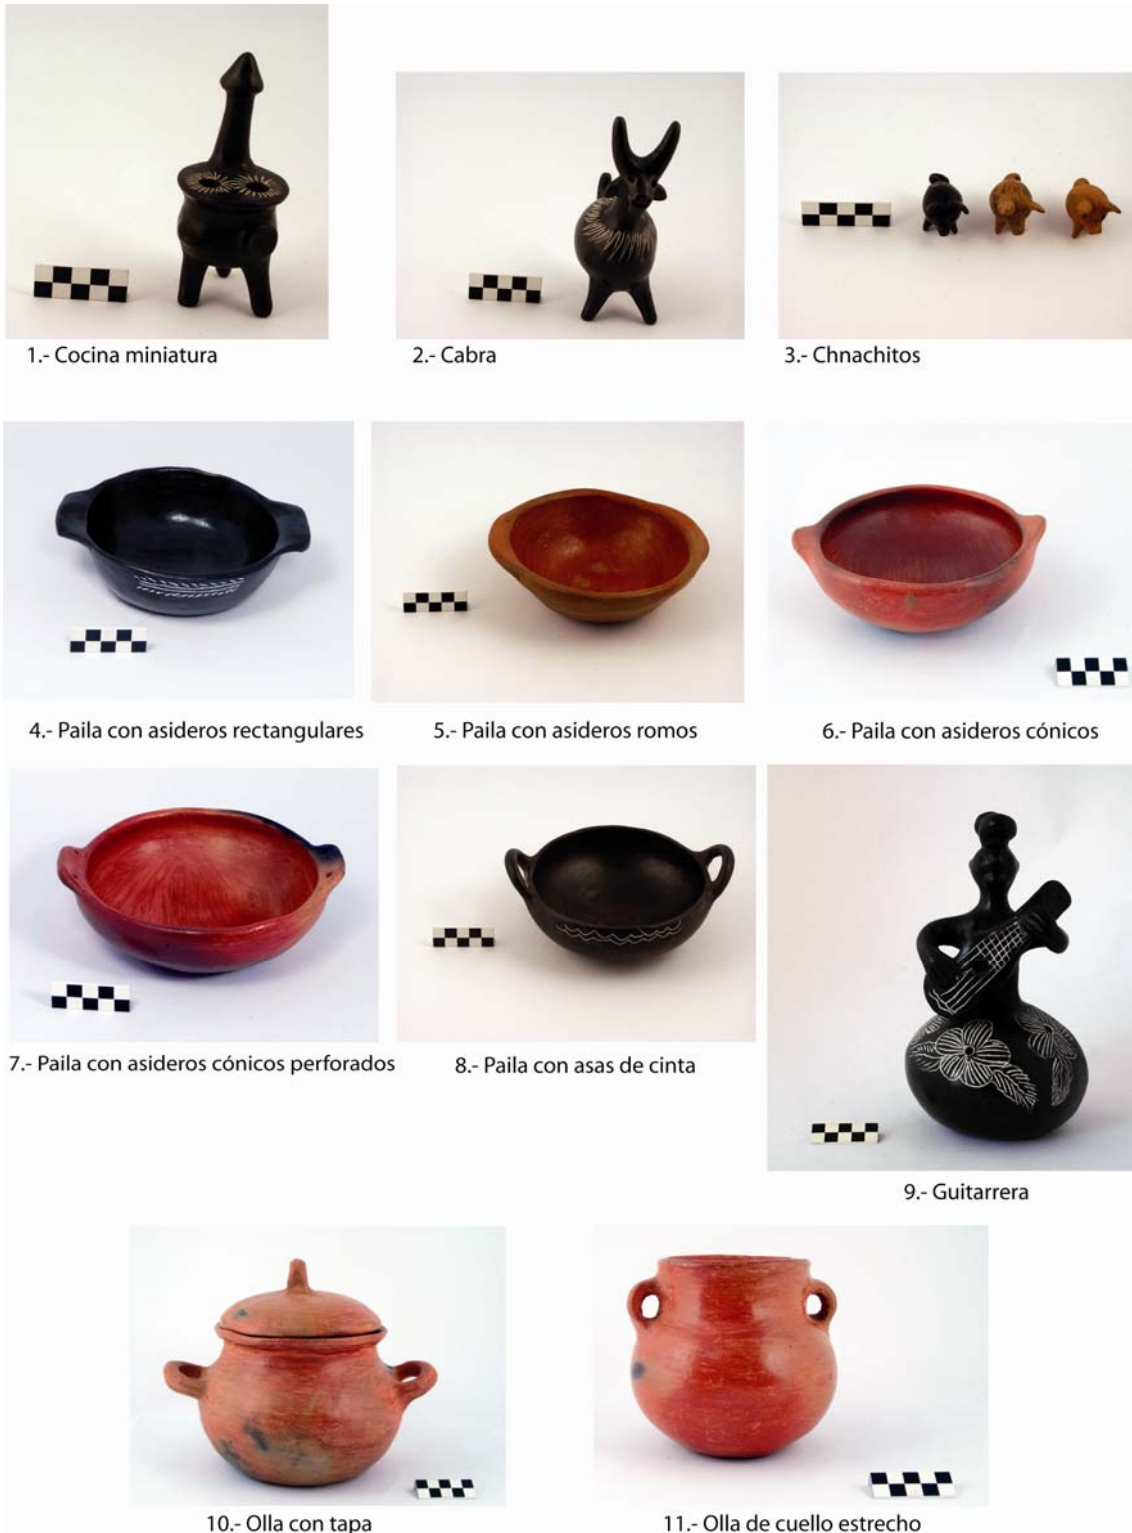 1.- Cocina miniatura
2.- Cabra
3.- Chnachitos
4.- Paila con asideros rectangulares
5.- Paila con asideros romos
6.- Paila con asideros cónicos
7.- Paila con asideros cónicos perforados
8.- Paila con asas de cinta
9.- Guitarrera
10.- Olla con tapa
11.- Olla de cuello estrecho